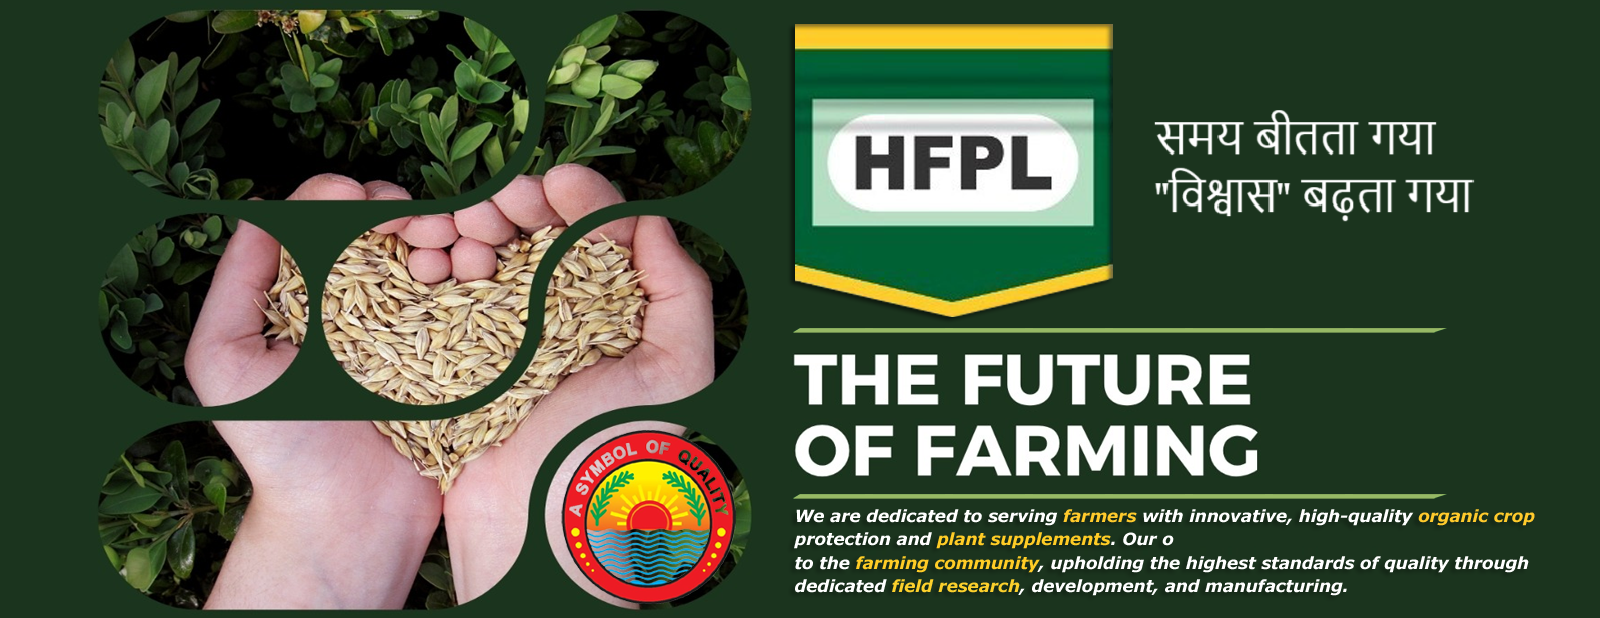 HFPL
समय बीतता गया
"विश्वास" बढ़ता गया
THE FUTURE
OF FARMING
We are dedicated to serving farmers with innovative, high-quality organic crop
protection and plant supplements. Our o
to the farming community, upholding the highest standards of quality through
dedicated field research, development, and manufacturing.
A SYMBOL OF QUALITY